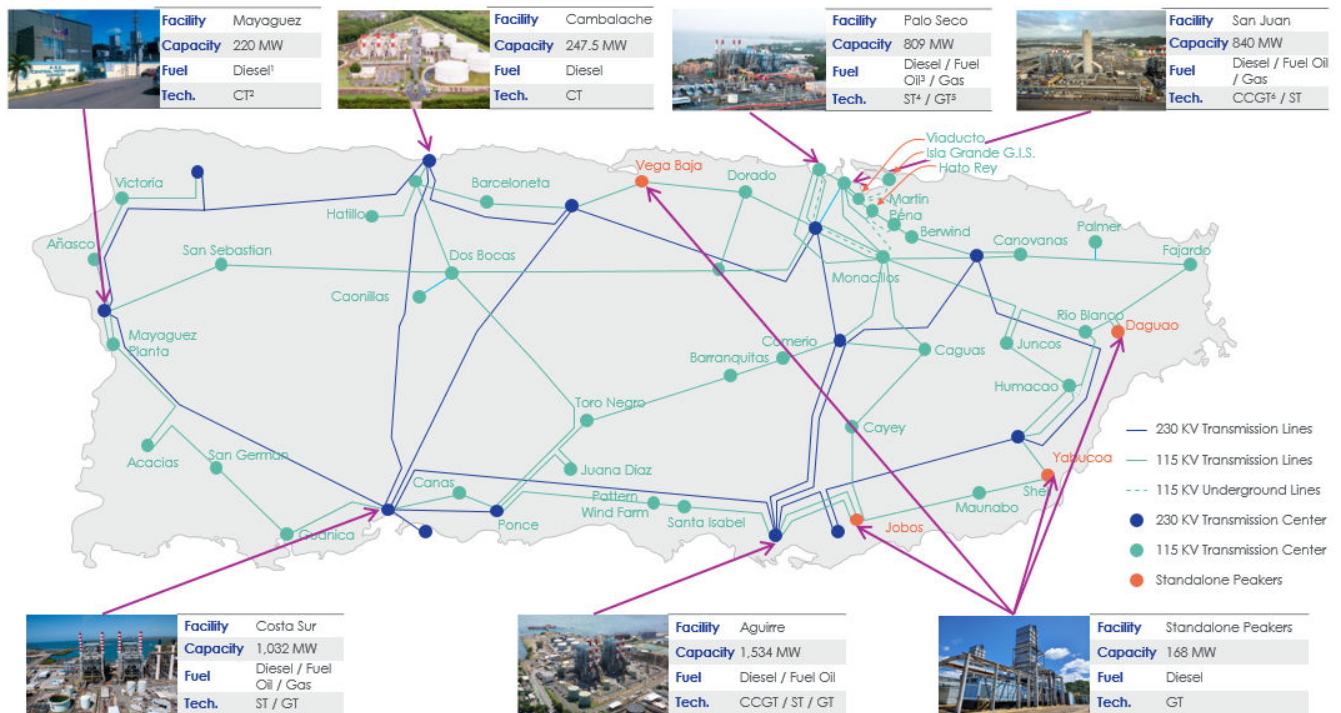 Facility Mayaguez
Capacity 220 MW
Fuel Diesel¹
Tech. CT²
Facility Cambalache
Capacity 247.5 MW
Fuel Diesel
Tech. CT
Facility Palo Seco
Capacity 809 MW
Fuel Diesel / Fuel
Oil³ / Gas
Tech. ST⁴ / GT⁵
Facility San Juan
Capacity 840 MW
Fuel Diesel / Fuel Oil
/ Gas
Tech. CCGT⁶ / ST
Viaducto
Isla Grande G.I.S.
Hato Rey
Vega Baja
Victoria
Barceloneta
Dorado
Martín
Péna
Hatillo
Berwind
Palmer
Canovanas
Añasco
San Sebastian
Dos Bocas
Monacillos
Fajardo
Caonillas
Rio Blanco
Daguao
Mayaguez
Planta
Comerio
Barranquitas
Caguas
Juncos
Humacao
Toro Negro
Cayey
Acacias
San German
Juana Diaz
Yabucoa
Canas
Pattern
Wind Farm
Shell
Maunabo
Santa Isabel
Ponce
Jobos
Guanica
230 KV Transmission Lines
115 KV Transmission Lines
115 KV Underground Lines
230 KV Transmission Center
115 KV Transmission Center
Standalone Peakers
Facility Costa Sur
Capacity 1,032 MW
Fuel Diesel / Fuel
Oil / Gas
Tech. ST / GT
Facility Aguirre
Capacity 1,534 MW
Fuel Diesel / Fuel Oil
Tech. CCGT / ST / GT
Facility Standalone Peakers
Capacity 168 MW
Fuel Diesel
Tech. GT